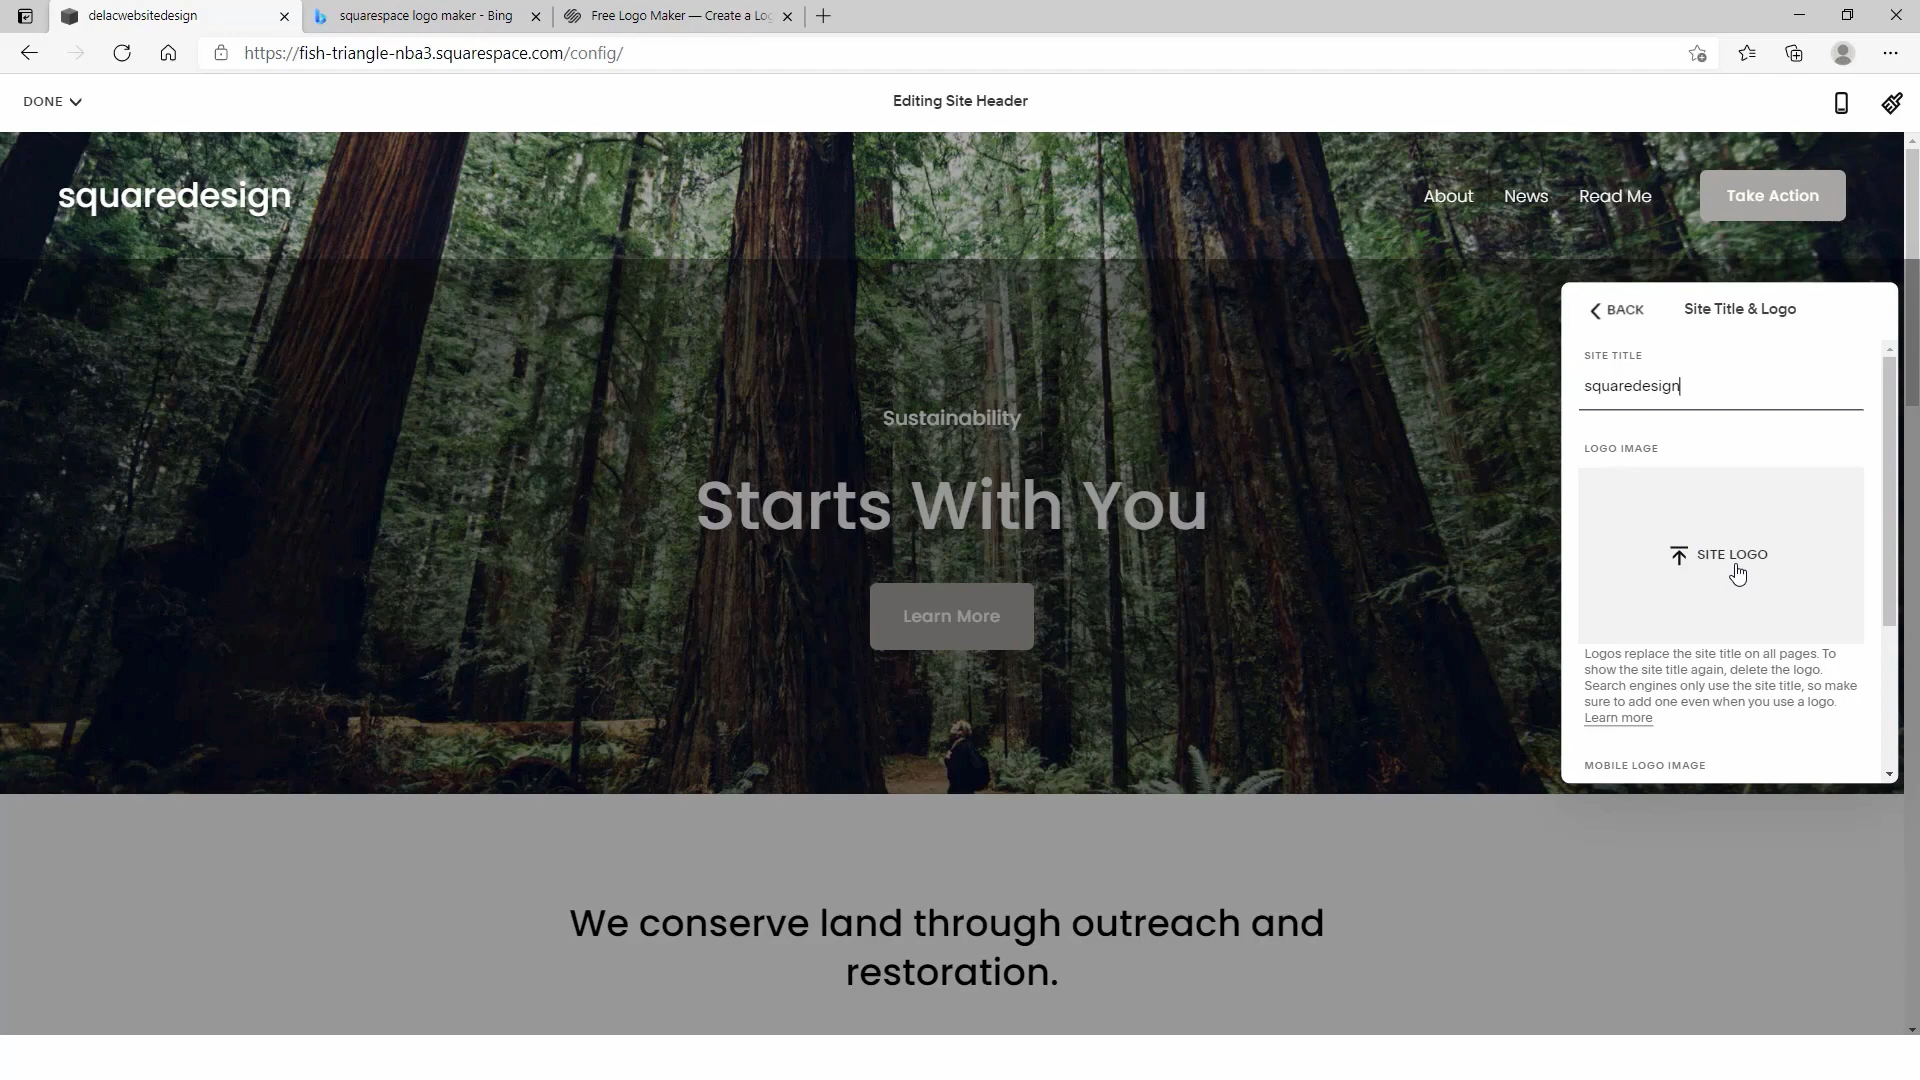 delacwebsitedesign
squarespace logo maker - Bing
Free Logo Maker — Create a Lo
https://fish-triangle-nba3.squarespace.com/config/
DONE
Editing Site Header
squaredesign
About
News
Read Me
Take Action
BACK
Site Title & Logo
SITE TITLE
squaredesign
LOGO IMAGE
SITE LOGO
Logos replace the site title on all pages. To
show the site title again, delete the logo.
Search engines only use the site title, so make
sure to add one even when you use a logo.
Learn more
MOBILE LOGO IMAGE
Sustainability
Starts With You
Learn More
We conserve land through outreach and
restoration.